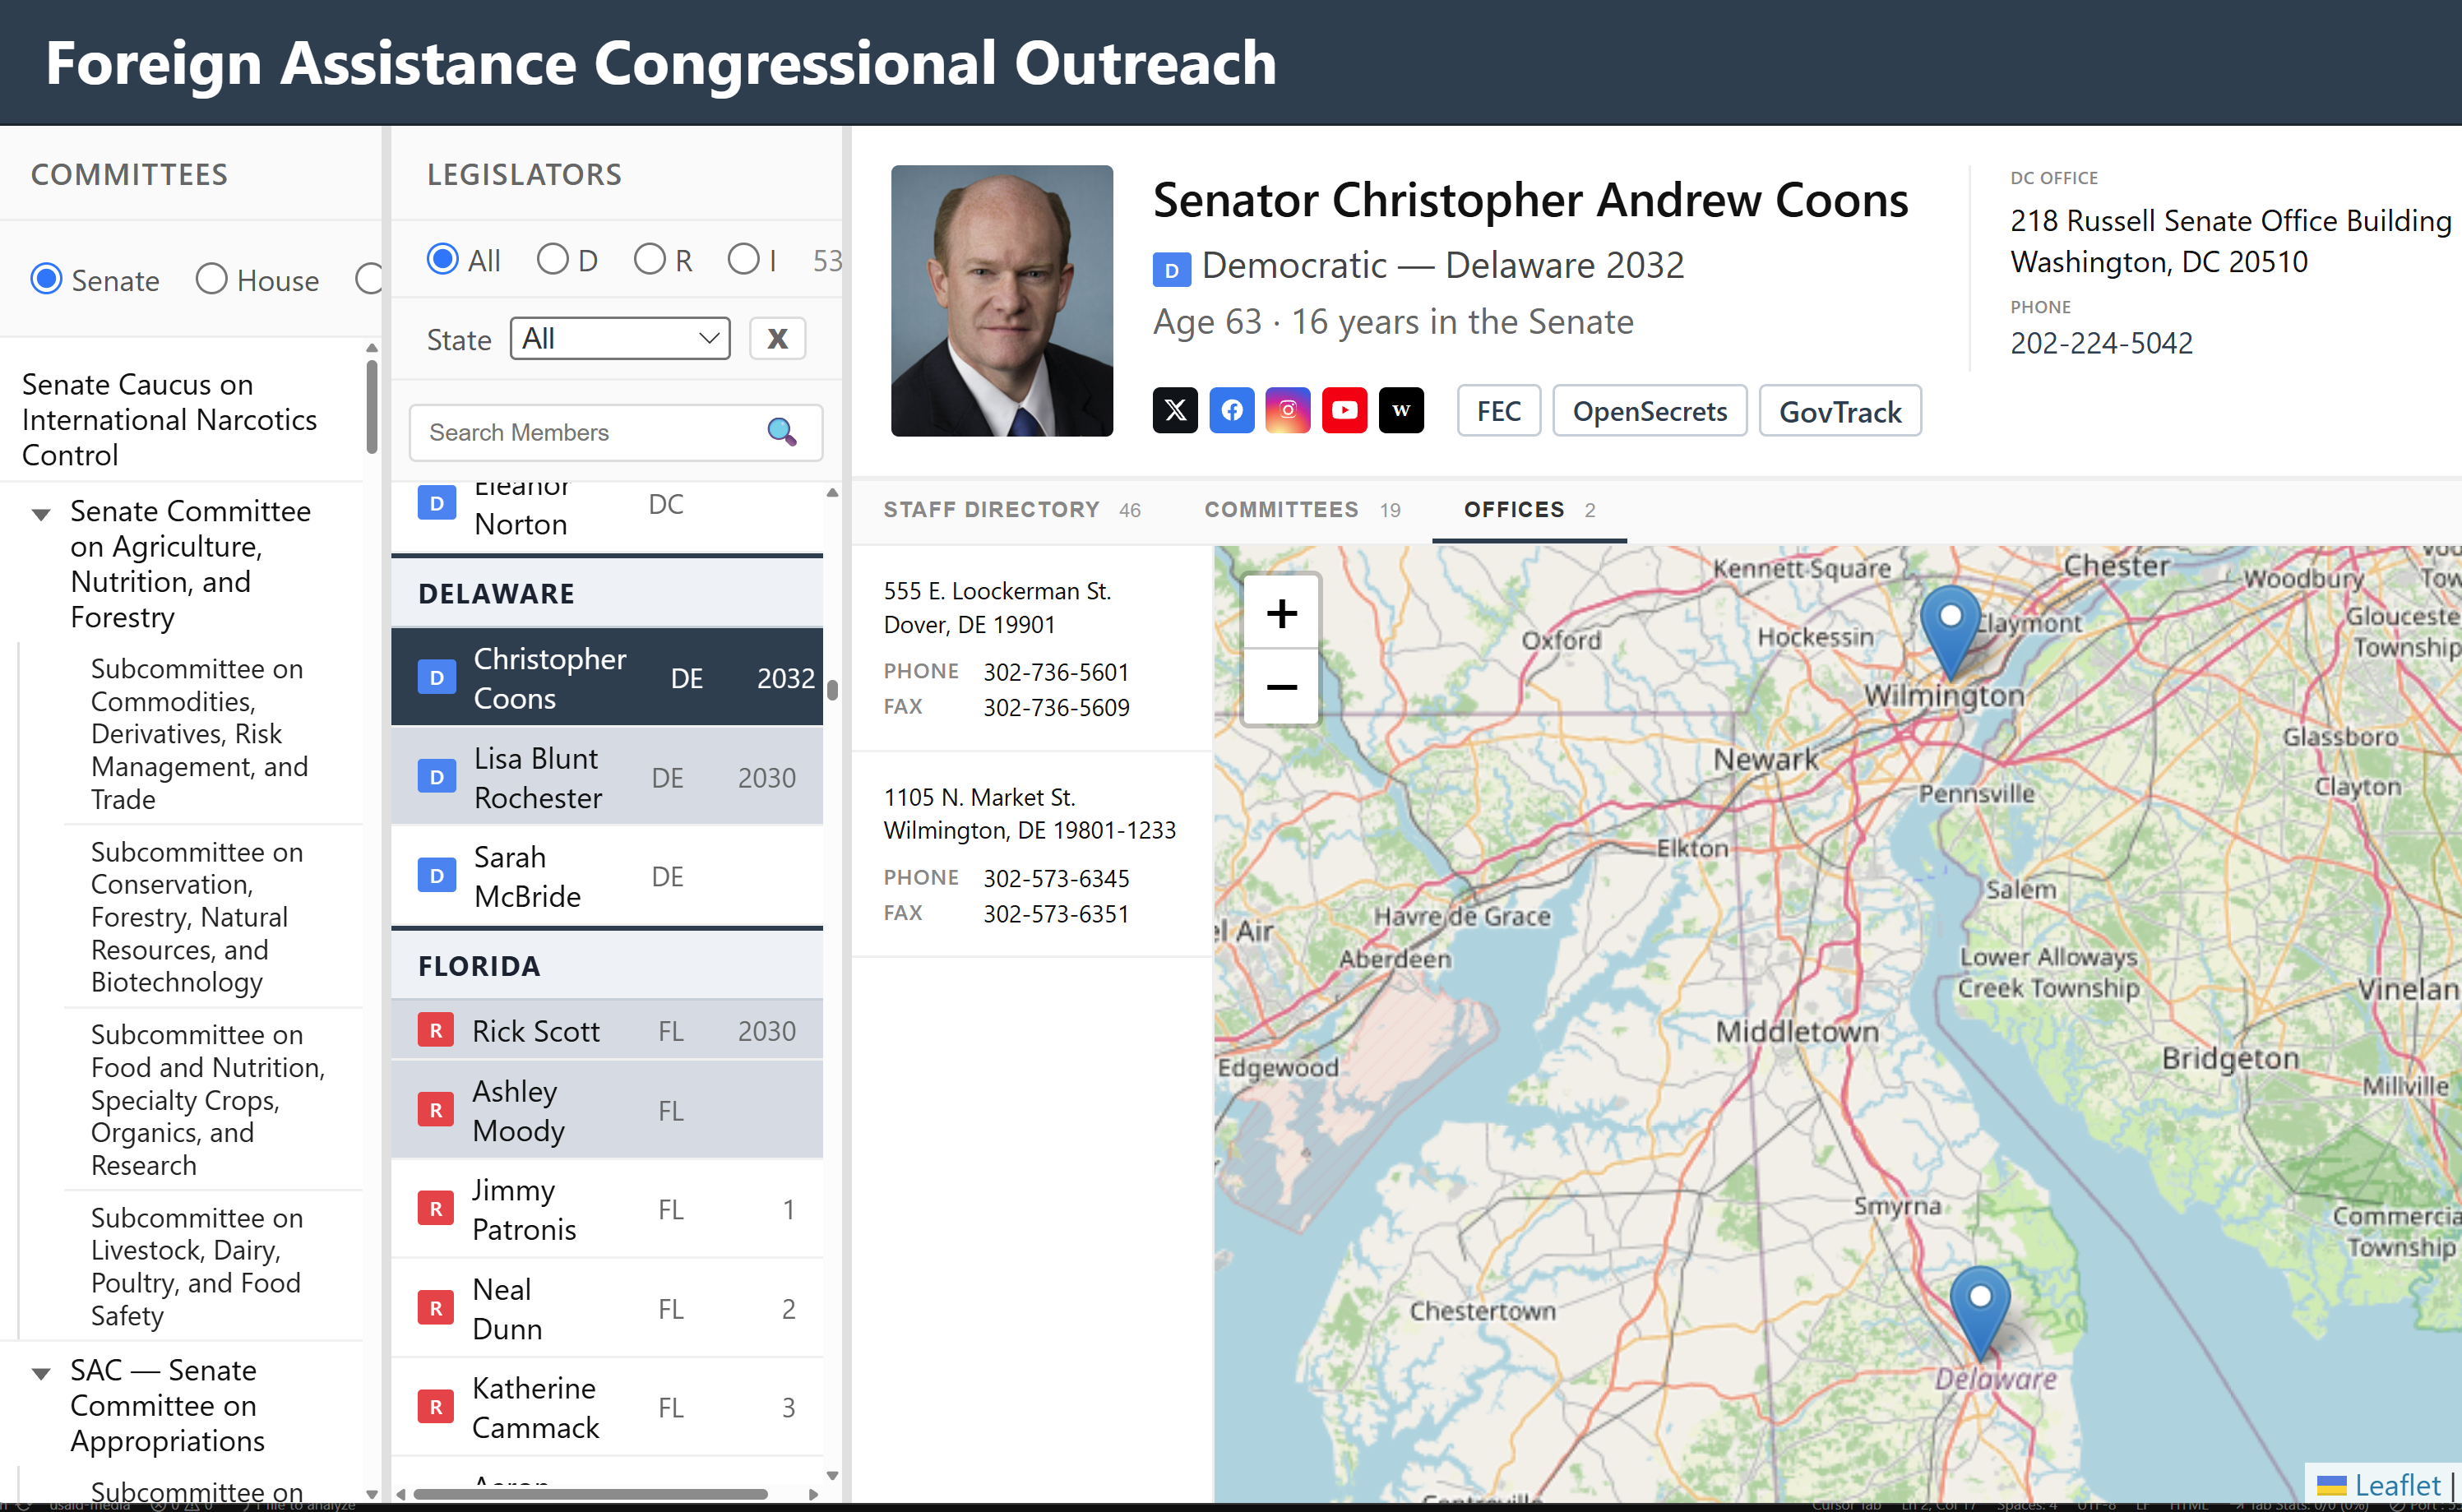 Foreign Assistance Congressional Outreach
COMMITTEES
Senate House
Senate Caucus on
International Narcotics
Control
Senate Committee
on Agriculture,
Nutrition, and
Forestry
Subcommittee on
Commodities,
Derivatives, Risk
Management, and
Trade
Subcommittee on
Conservation,
Forestry, Natural
Resources, and
Biotechnology
Subcommittee on
Food and Nutrition,
Specialty Crops,
Organics, and
Research
Subcommittee on
Livestock, Dairy,
Poultry, and Food
Safety
SAC — Senate
Committee on
Appropriations
Subcommittee on
LEGISLATORS
All D R I 53
State All X
Search Members
Eleanor
Norton DC
DELAWARE
D Christopher
Coons DE 2032
D Lisa Blunt
Rochester DE 2030
D Sarah
McBride DE
FLORIDA
R Rick Scott FL 2030
R Ashley
Moody FL
R Jimmy
Patronis FL 1
R Neal
Dunn FL 2
R Katherine
Cammack FL 3
Aaron
Senator Christopher Andrew Coons
D Democratic — Delaware 2032
Age 63 · 16 years in the Senate
W FEC OpenSecrets GovTrack
DC OFFICE
218 Russell Senate Office Building
Washington, DC 20510
PHONE
202-224-5042
STAFF DIRECTORY 46 COMMITTEES 19 OFFICES 2
555 E. Loockerman St.
Dover, DE 19901
PHONE 302-736-5601
FAX 302-736-5609
1105 N. Market St.
Wilmington, DE 19801-1233
PHONE 302-573-6345
FAX 302-573-6351
+
−
Kennett Square
Chester
Woodbury
Oxford
Hockessin
Claymont
Township
Wilmington
Newark
Glassboro
Pennsville
Clayton
Elkton
Salem
Havre de Grace
el Air
Aberdeen
Lower Alloways
Creek Township
Vinelan
Middletown
Edgewood
Bridgeton
Millville
Smyrna
Commercia
Township
Chestertown
Delaware
Leaflet